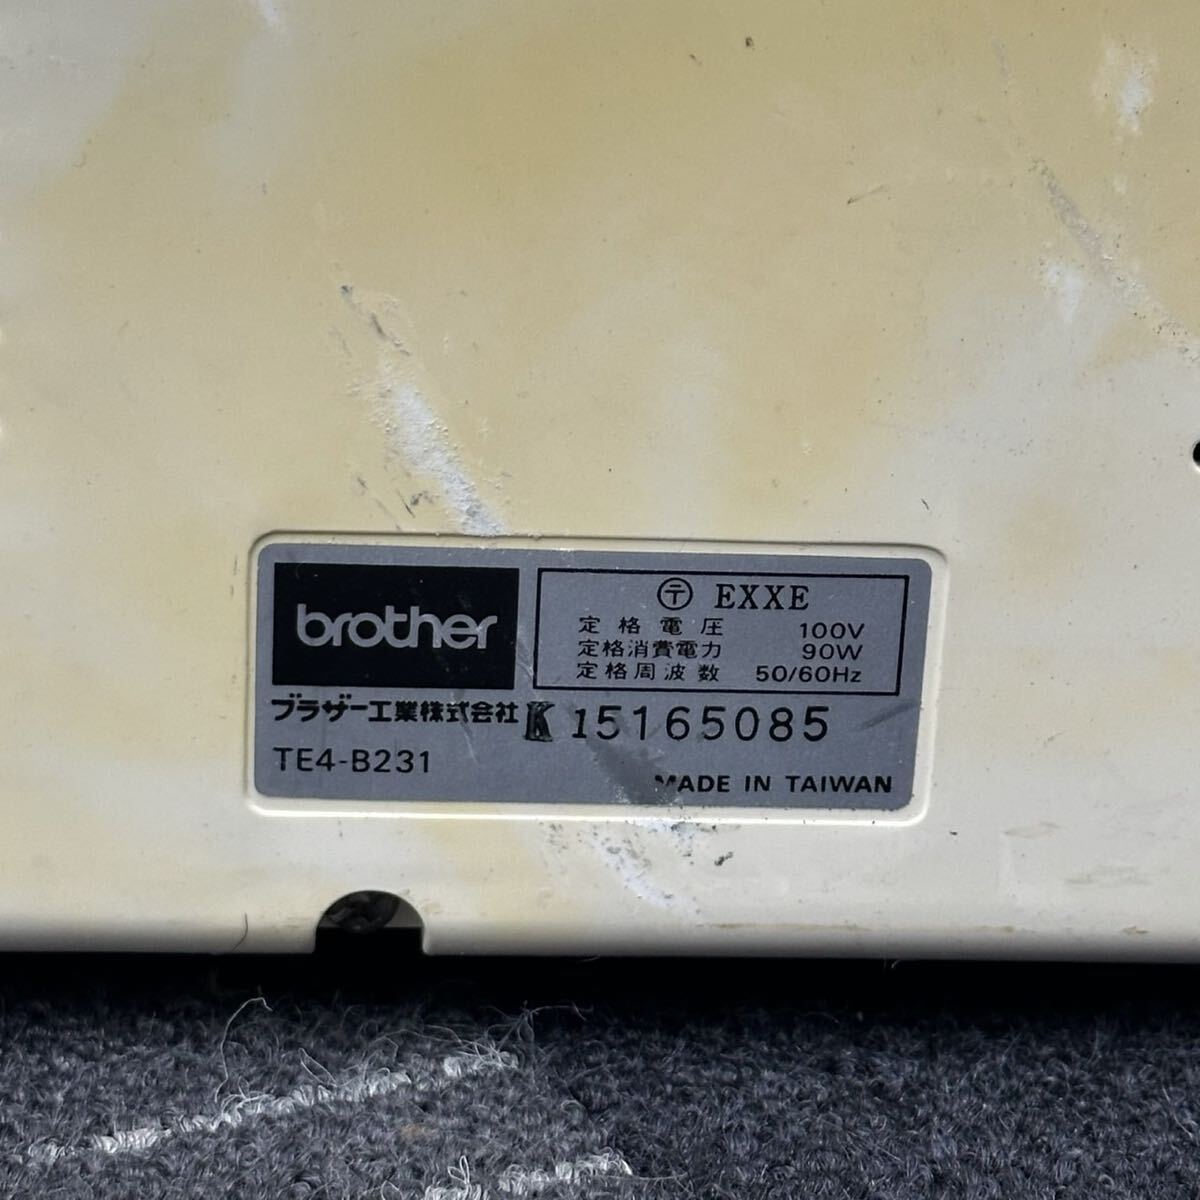 brother
〒 EXXE
定格電圧 100V
定格消費電力 90W
定格周波数 50/60Hz
ブラザー工業株式会社 K 15165085
TE4-B231
MADE IN TAIWAN